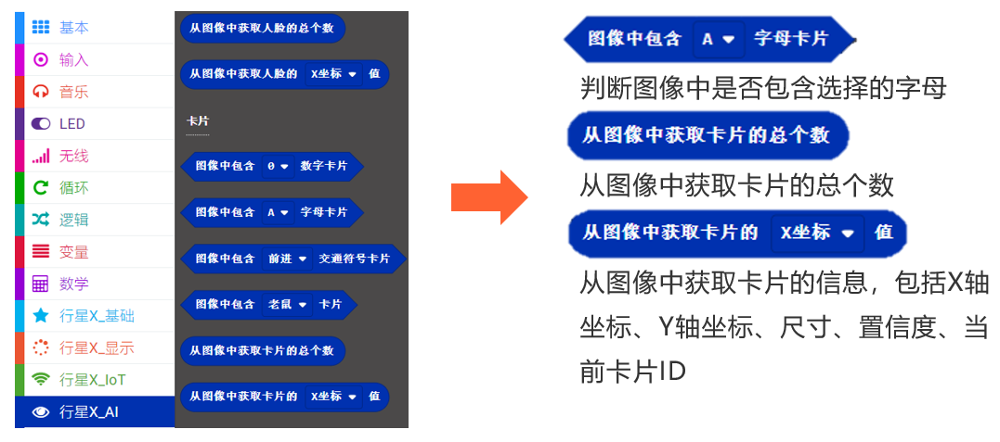 基本
输入
音乐
LED
无线
循环
逻辑
变量
数学
行星X_基础
行星X_显示
行星X_IoT
行星X_AI
从图像中获取人脸的总个数
从图像中获取人脸的 X坐标 值
卡片
图像中包含 0 数字卡片
图像中包含 A 字母卡片
图像中包含 前进 交通符号卡片
图像中包含 老鼠 卡片
从图像中获取卡片的总个数
从图像中获取卡片的 X坐标 值
图像中包含 A 字母卡片
判断图像中是否包含选择的字母
从图像中获取卡片的总个数
从图像中获取卡片的总个数
从图像中获取卡片的 X坐标 值
从图像中获取卡片的信息，包括X轴
坐标、Y轴坐标、尺寸、置信度、当
前卡片ID